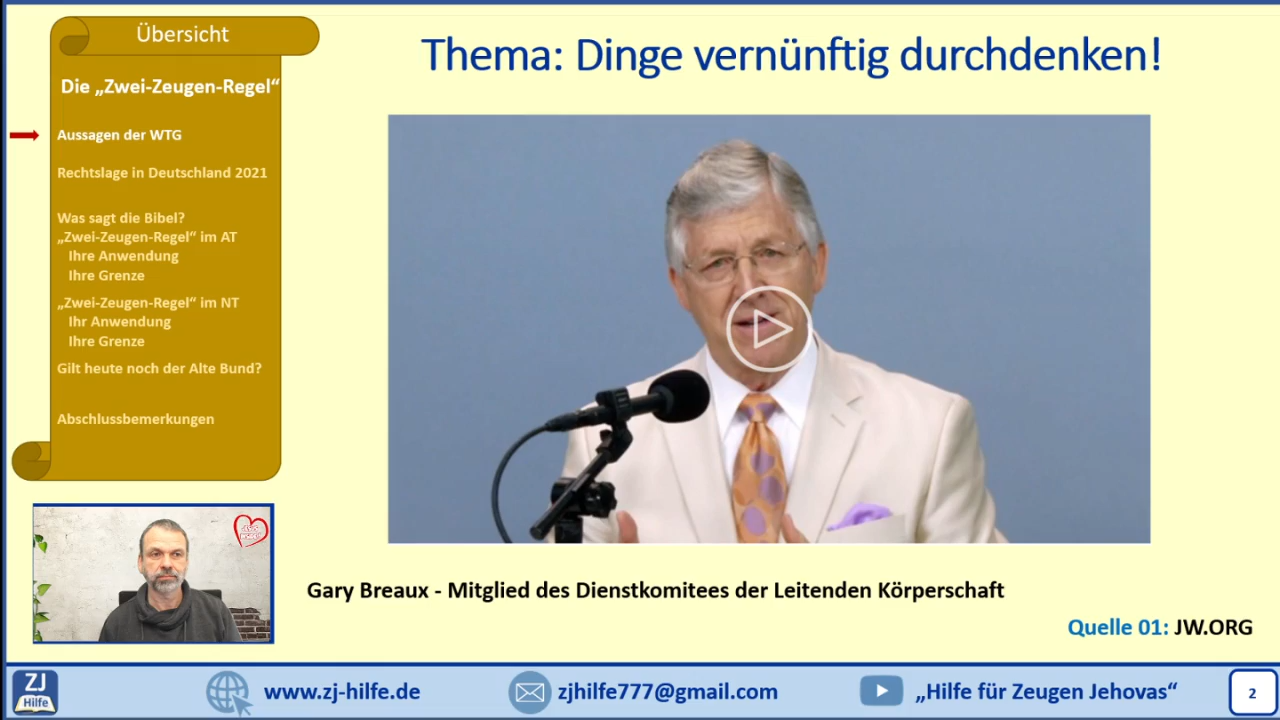 Übersicht
Die „Zwei-Zeugen-Regel“
Aussagen der WTG
Rechtslage in Deutschland 2021
Was sagt die Bibel?
„Zwei-Zeugen-Regel“ im AT
Ihre Anwendung
Ihre Grenze
„Zwei-Zeugen-Regel“ im NT
Ihr Anwendung
Ihre Grenze
Gilt heute noch der Alte Bund?
Abschlussbemerkungen
Thema: Dinge vernünftig durchdenken!
Gary Breaux - Mitglied des Dienstkomitees der Leitenden Körperschaft
Quelle 01: JW.ORG
ZJ
Hilfe
www.zj-hilfe.de
zjhilfe777@gmail.com
„Hilfe für Zeugen Jehovas“
2